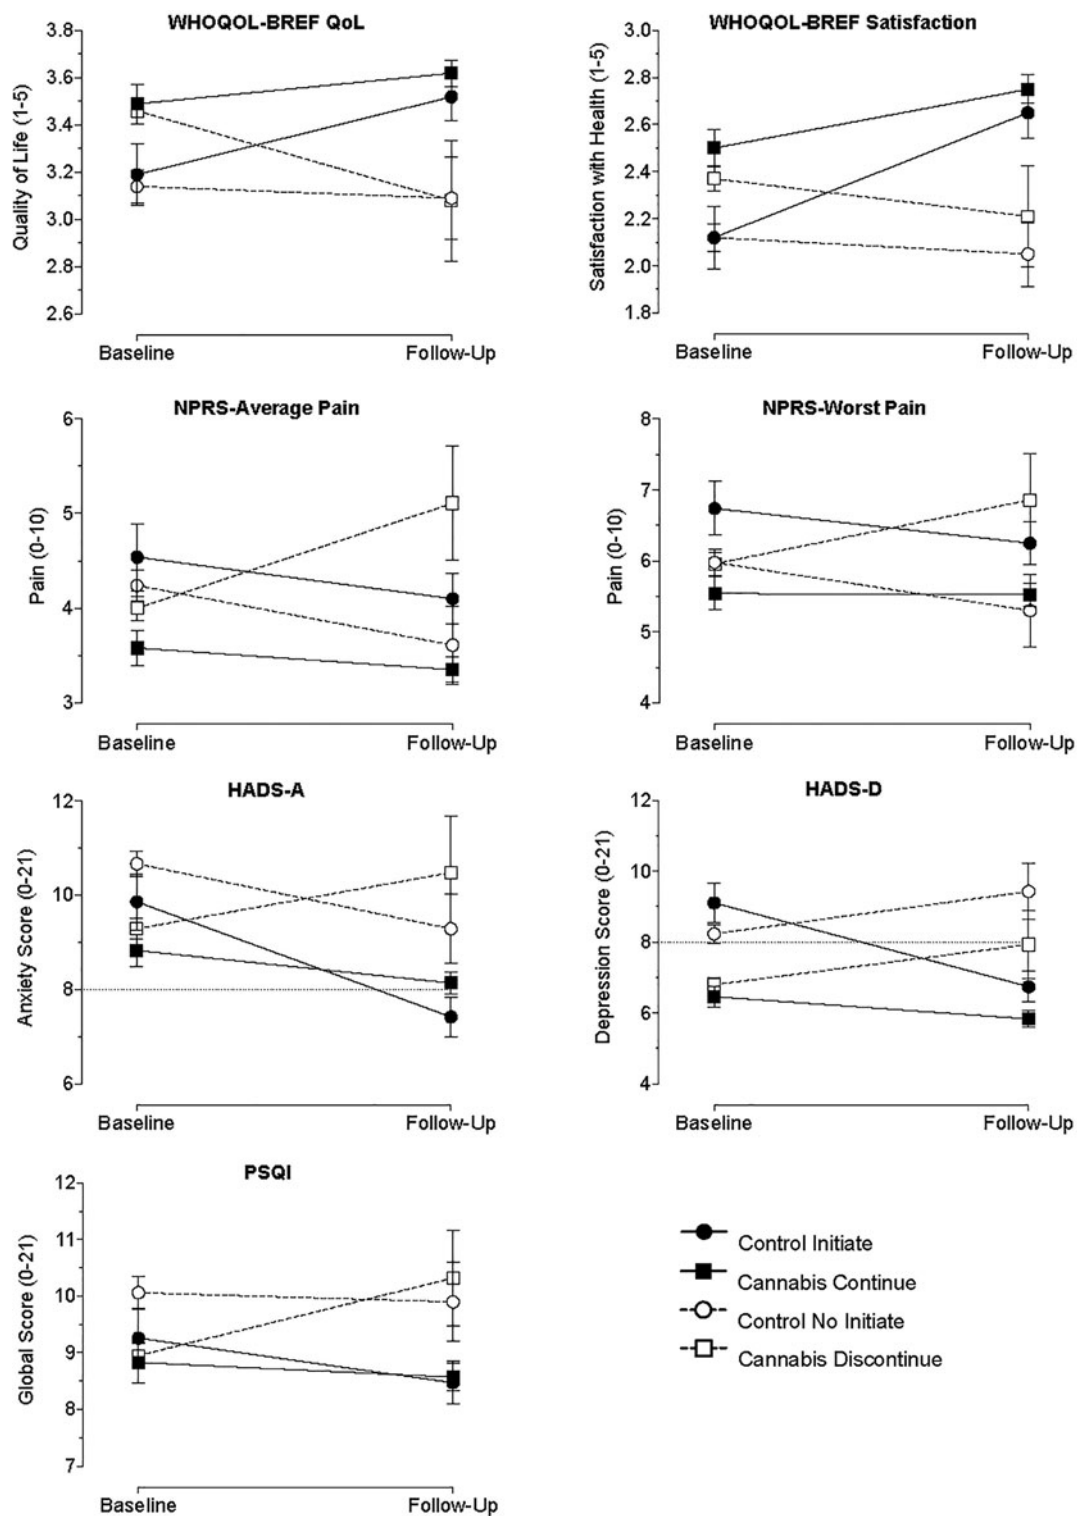 WHOQOL-BREF QoL
Quality of Life (1-5)
3.8
3.6
3.4
3.2
3.0
2.8
2.6
Baseline
Follow-Up
WHOQOL-BREF Satisfaction
Satisfaction with Health (1-5)
3.0
2.8
2.6
2.4
2.2
2.0
1.8
Baseline
Follow-Up
NPRS-Average Pain
Pain (0-10)
6
5
4
3
Baseline
Follow-Up
NPRS-Worst Pain
Pain (0-10)
8
7
6
5
4
Baseline
Follow-Up
HADS-A
Anxiety Score (0-21)
12
10
8
6
Baseline
Follow-Up
HADS-D
Depression Score (0-21)
12
10
8
6
4
Baseline
Follow-Up
PSQI
Global Score (0-21)
12
11
10
9
8
7
Baseline
Follow-Up
Control Initiate
Cannabis Continue
Control No Initiate
Cannabis Discontinue